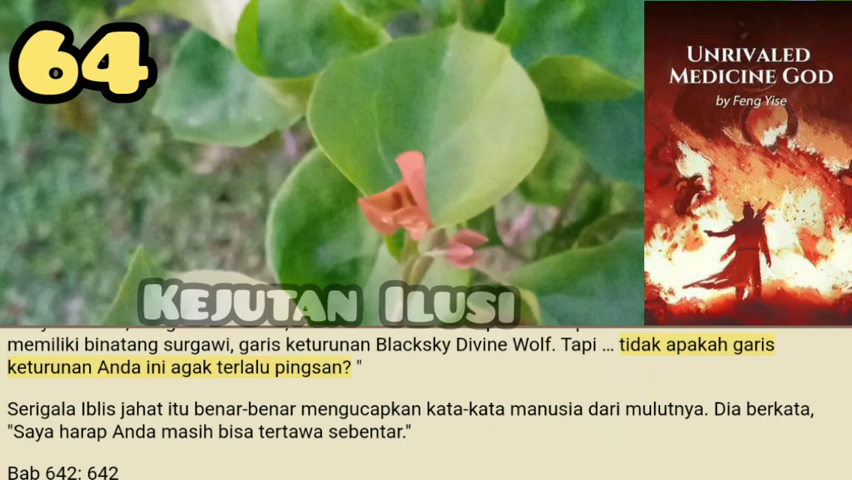 64
UNRIVALED
MEDICINE GOD
by Feng Yise
KEJUTAN ILUSI
memiliki binatang surgawi, garis keturunan Blacksky Divine Wolf. Tapi ... tidak apakah garis
keturunan Anda ini agak terlalu pingsan? "
Serigala Iblis jahat itu benar-benar mengucapkan kata-kata manusia dari mulutnya. Dia berkata,
"Saya harap Anda masih bisa tertawa sebentar."
Bab 642: 642